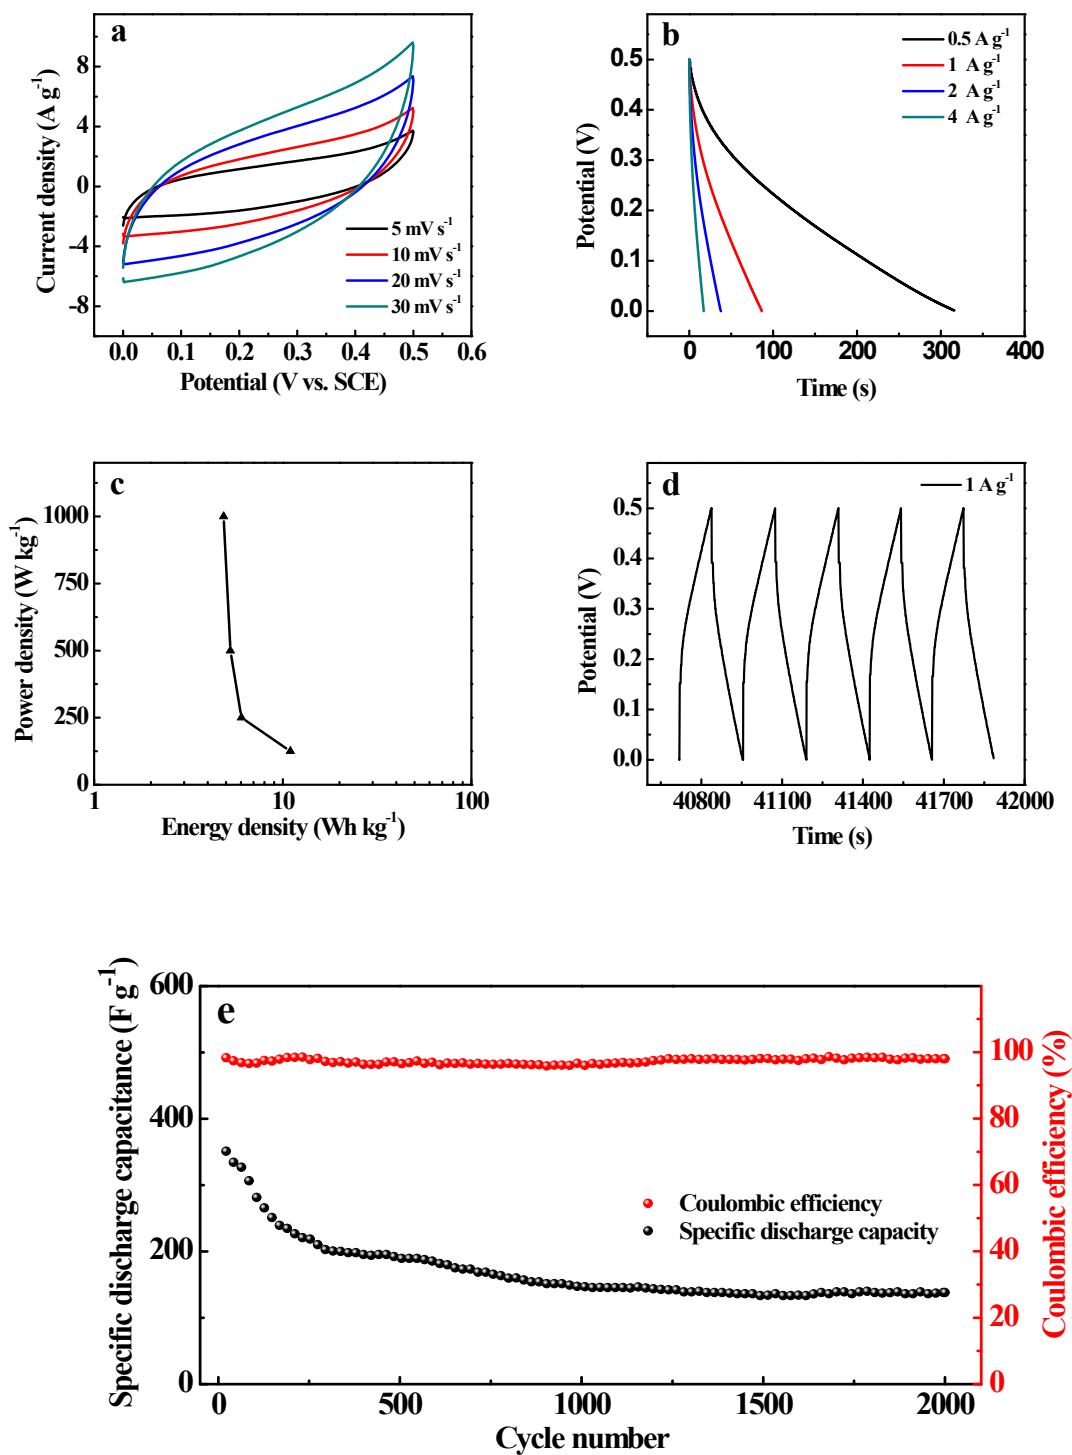 a
8
4
0
-4
-8
Current density (A g-1)
5 mV s-1
10 mV s-1
20 mV s-1
30 mV s-1
0.0 0.1 0.2 0.3 0.4 0.5 0.6
Potential (V vs. SCE)
b
0.5 A g-1
1 A g-1
2 A g-1
4 A g-1
0.5
0.4
0.3
0.2
0.1
0.0
Potential (V)
0 100 200 300 400
Time (s)
c
1000
750
500
250
0
Power density (W kg-1)
1 10 100
Energy density (Wh kg-1)
d
1 A g-1
0.5
0.4
0.3
0.2
0.1
0.0
Potential (V)
40800 41100 41400 41700 42000
Time (s)
e
600
400
200
0
Specific discharge capacitance (F g-1)
Coulombic efficiency
Specific discharge capacity
100
80
60
40
20
0
Coulombic efficiency (%)
0 500 1000 1500 2000
Cycle number